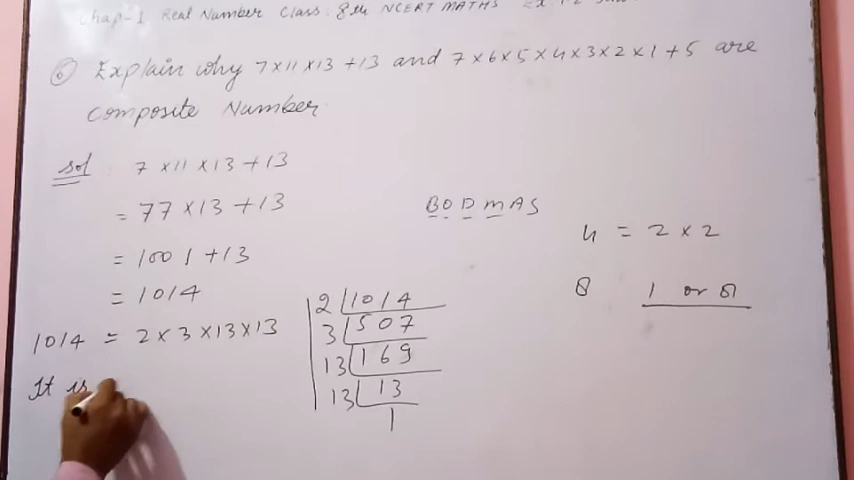 Chap-1 Real Number Class: 8th NCERT MATHS Ex 1.2
6 Explain why 7×11×13+13 and 7×6×5×4×3×2×1+5 are
composite Number
Sol 7×11×13+13
= 77×13+13
= 1001+13
= 1014
1014 = 2×3×13×13
It is
2 1014
3 507
13 169
13 13
1
BODMAS
4 = 2×2
8 1 or 8